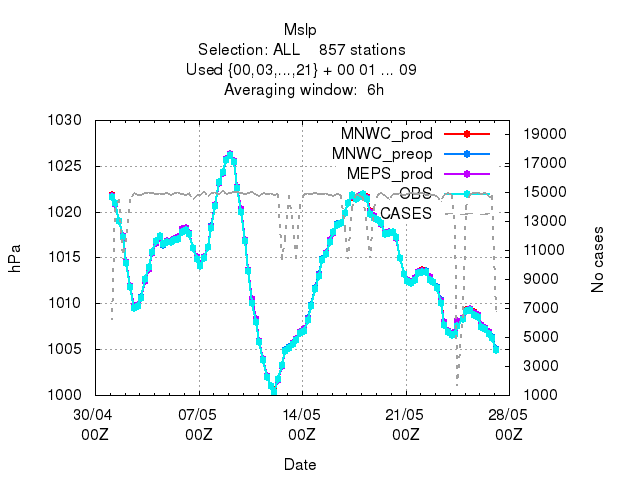 Mslp
Selection: ALL 857 stations
Used {00,03,...,21} + 00 01 ... 09
Averaging window: 6h
1030
1025
1020
1015
1010
1005
1000
hPa
MNWC_prod
MNWC_preop
MEPS_prod
OBS
CASES
19000
17000
15000
13000
11000
9000
7000
5000
3000
1000
No cases
30/04 07/05 14/05 21/05 28/05
00Z 00Z 00Z 00Z 00Z
Date